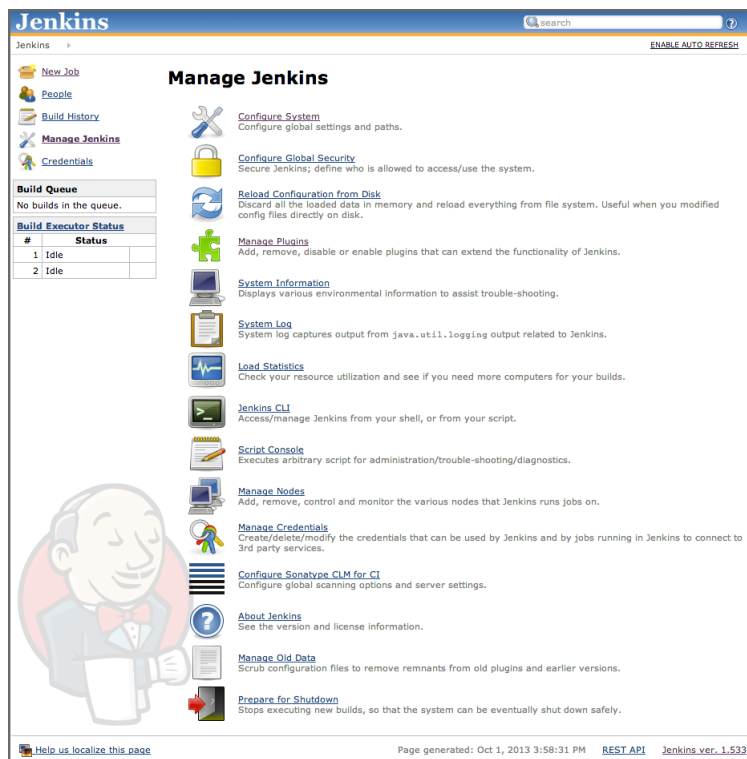 Jenkins
search
?
Jenkins
ENABLE AUTO REFRESH
New Job
People
Build History
Manage Jenkins
Credentials
Build Queue
No builds in the queue.
Build Executor Status
# Status
1 Idle
2 Idle
Manage Jenkins
Configure System
Configure global settings and paths.
Configure Global Security
Secure Jenkins; define who is allowed to access/use the system.
Reload Configuration from Disk
Discard all the loaded data in memory and reload everything from file system. Useful when you modified
config files directly on disk.
Manage Plugins
Add, remove, disable or enable plugins that can extend the functionality of Jenkins.
System Information
Displays various environmental information to assist trouble-shooting.
System Log
System log captures output from java.util.logging output related to Jenkins.
Load Statistics
Check your resource utilization and see if you need more computers for your builds.
>_
Jenkins CLI
Access/manage Jenkins from your shell, or from your script.
Script Console
Executes arbitrary script for administration/trouble-shooting/diagnostics.
Manage Nodes
Add, remove, control and monitor the various nodes that Jenkins runs jobs on.
Manage Credentials
Create/delete/modify the credentials that can be used by Jenkins and by jobs running in Jenkins to connect to
3rd party services.
Configure Sonatype CLM for CI
Configure global scanning options and server settings.
?
About Jenkins
See the version and license information.
Manage Old Data
Scrub configuration files to remove remnants from old plugins and earlier versions.
Prepare for Shutdown
Stops executing new builds, so that the system can be eventually shut down safely.
Help us localize this page
Page generated: Oct 1, 2013 3:58:31 PM REST API Jenkins ver. 1.533